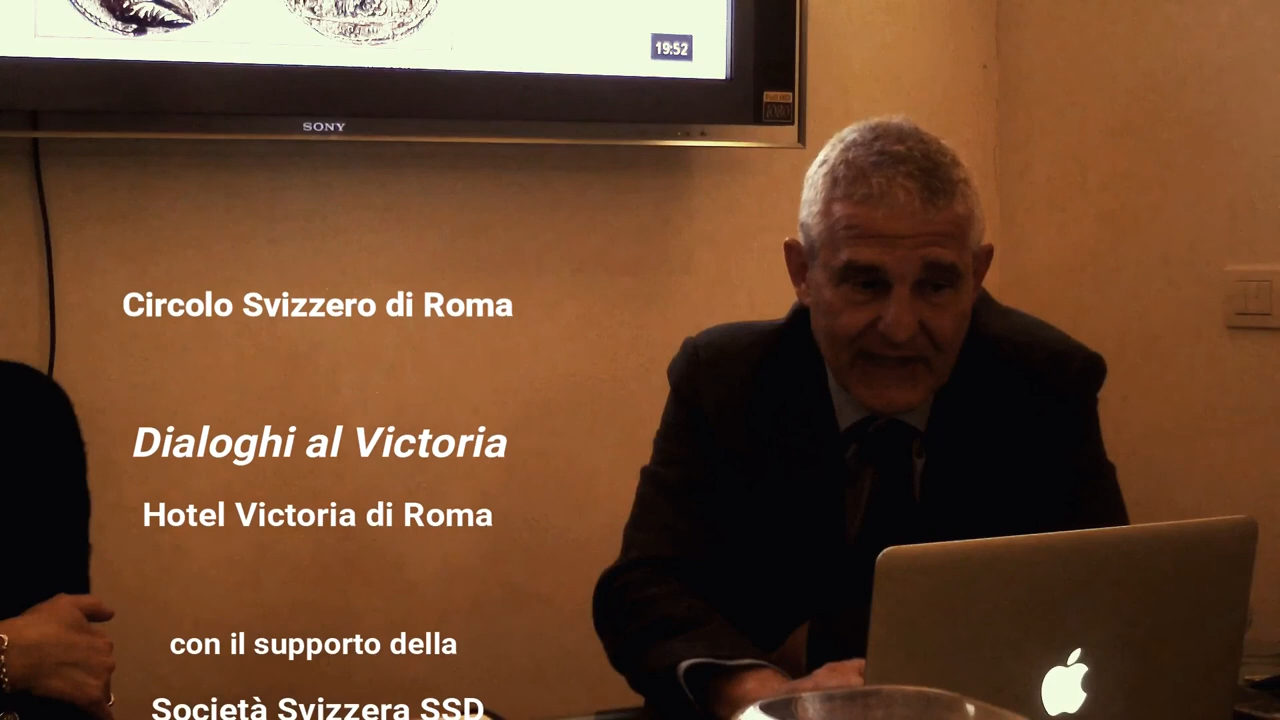 19:52
SONY
Circolo Svizzero di Roma
Dialoghi al Victoria
Hotel Victoria di Roma
con il supporto della
Società Svizzera SSD